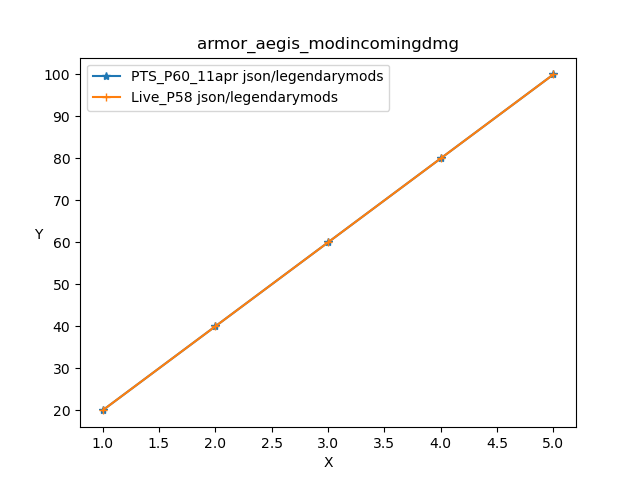 armor_aegis_modincomingdmg
PTS_P60_11apr json/legendarymods
Live_P58 json/legendarymods
100
90
80
70
60
50
40
30
20
Y
1.0 1.5 2.0 2.5 3.0 3.5 4.0 4.5 5.0
X